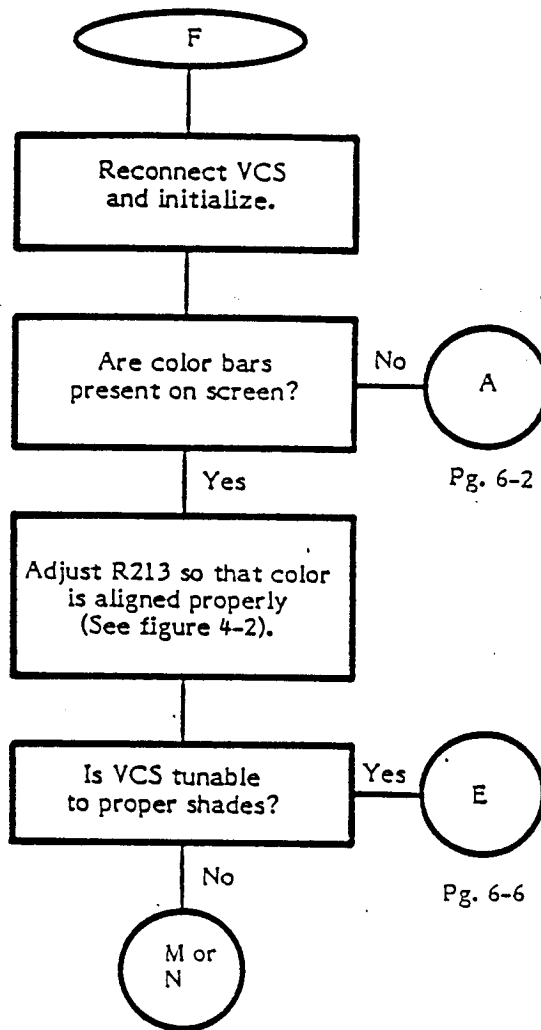 F
Reconnect VCS
and initialize.
Are color bars
present on screen?
No
A
Pg. 6-2
Yes
Adjust R213 so that color
is aligned properly
(See figure 4-2).
Is VCS tunable
to proper shades?
Yes
E
Pg. 6-6
No
M or
N